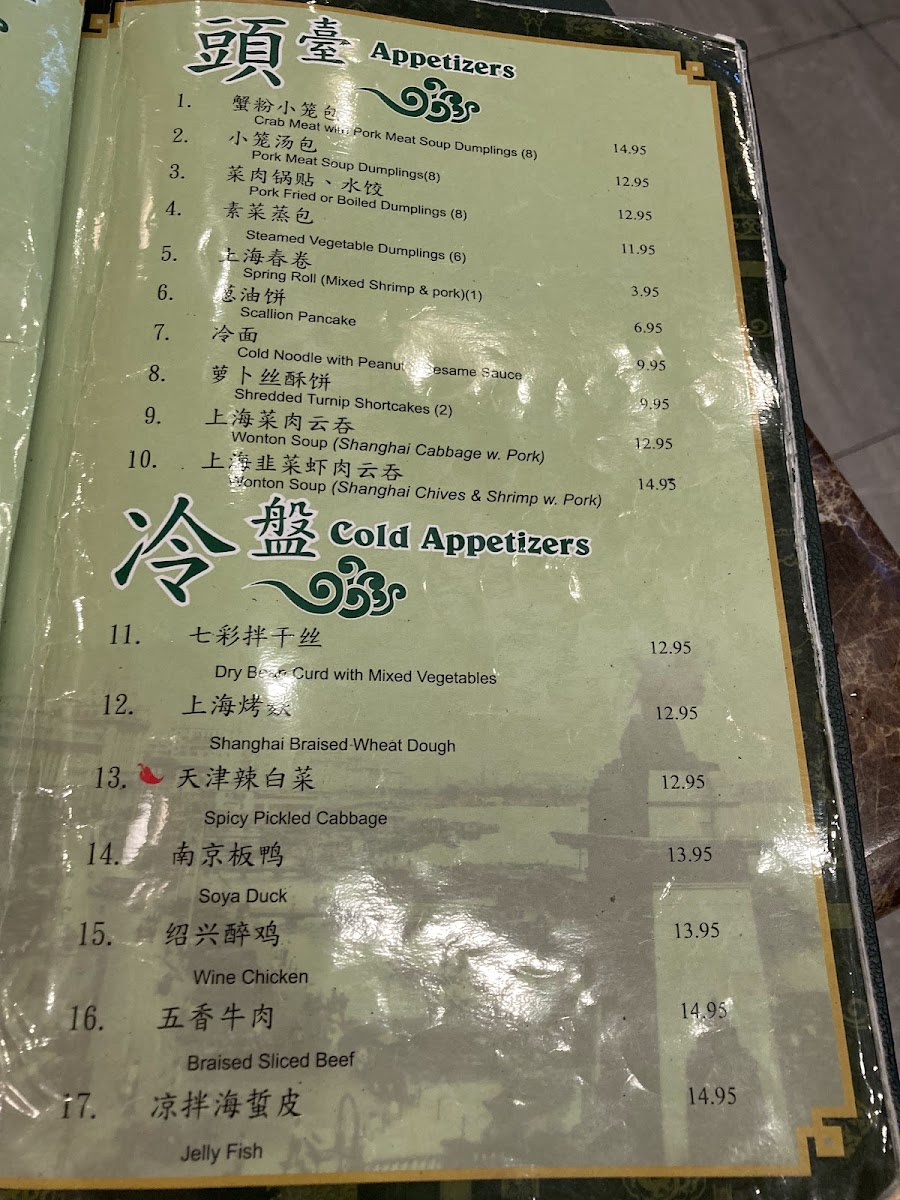 頭臺 Appetizers
1. 蟹粉小笼包
Crab Meat with Pork Meat Soup Dumplings (8) 14.95
2. 小笼汤包
Pork Meat Soup Dumplings(8) 12.95
3. 菜肉锅贴、水饺
Pork Fried or Boiled Dumplings (8) 12.95
4. 素菜蒸包
Steamed Vegetable Dumplings (6) 11.95
5. 上海春卷
Spring Roll (Mixed Shrimp & pork)(1) 3.95
6. 葱油饼
Scallion Pancake 6.95
7. 冷面
Cold Noodle with Peanut Sesame Sauce 9.95
8. 萝卜丝酥饼
Shredded Turnip Shortcakes (2) 9.95
9. 上海菜肉云吞
Wonton Soup (Shanghai Cabbage w. Pork) 12.95
10. 上海韭菜虾肉云吞
Wonton Soup (Shanghai Chives & Shrimp w. Pork) 14.95
冷盤 Cold Appetizers
11. 七彩拌干丝 12.95
Dry Bean Curd with Mixed Vegetables
12. 上海烤麸 12.95
Shanghai Braised Wheat Dough
13. 天津辣白菜 12.95
Spicy Pickled Cabbage
14. 南京板鸭 13.95
Soya Duck
15. 绍兴醉鸡 13.95
Wine Chicken
16. 五香牛肉 14.95
Braised Sliced Beef
17. 凉拌海蜇皮 14.95
Jelly Fish